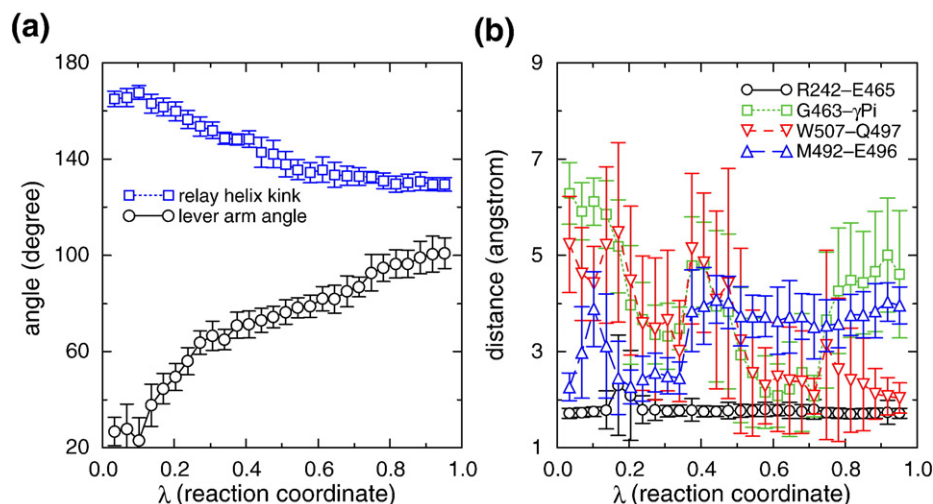 (a)
180
140
100
60
20
angle (degree)
relay helix kink
lever arm angle
0.0 0.2 0.4 0.6 0.8 1.0
λ (reaction coordinate)
(b)
9
7
5
3
1
distance (angstrom)
R242–E465
G463–γPi
W507–Q497
M492–E496
0.0 0.2 0.4 0.6 0.8 1.0
λ (reaction coordinate)